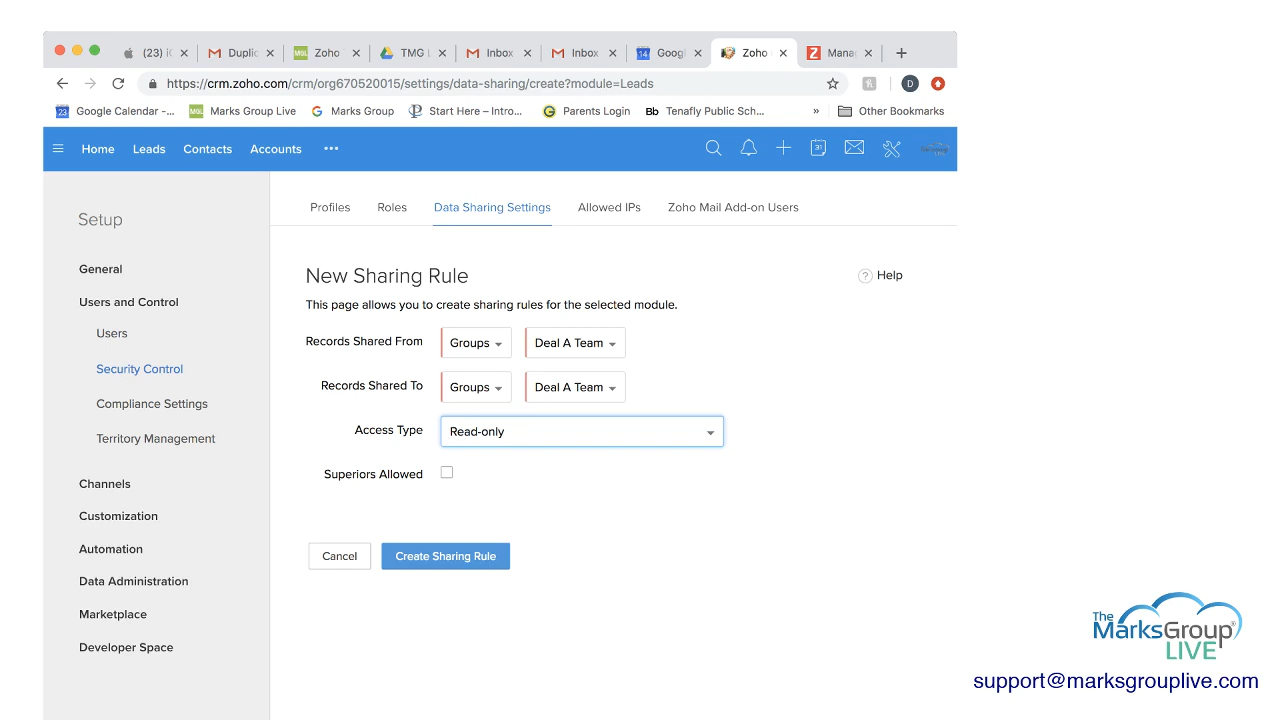 (23) iC
Duplic
Zoho
TMG L
Inbox
Inbox
Googl
Zoho
Manag
https://crm.zoho.com/crm/org670520015/settings/data-sharing/create?module=Leads
D
23 Google Calendar -...
MGL Marks Group Live
Marks Group
Start Here – Intro...
Parents Login
Bb Tenafly Public Sch...
»
Other Bookmarks
Home
Leads
Contacts
Accounts
•••
31
Setup
General
Users and Control
Users
Security Control
Compliance Settings
Territory Management
Channels
Customization
Automation
Data Administration
Marketplace
Developer Space
Profiles
Roles
Data Sharing Settings
Allowed IPs
Zoho Mail Add-on Users
New Sharing Rule
? Help
This page allows you to create sharing rules for the selected module.
Records Shared From
Groups
Deal A Team
Records Shared To
Groups
Deal A Team
Access Type
Read-only
Superiors Allowed
Cancel
Create Sharing Rule
The
MarksGroup®
LIVE
support@marksgrouplive.com